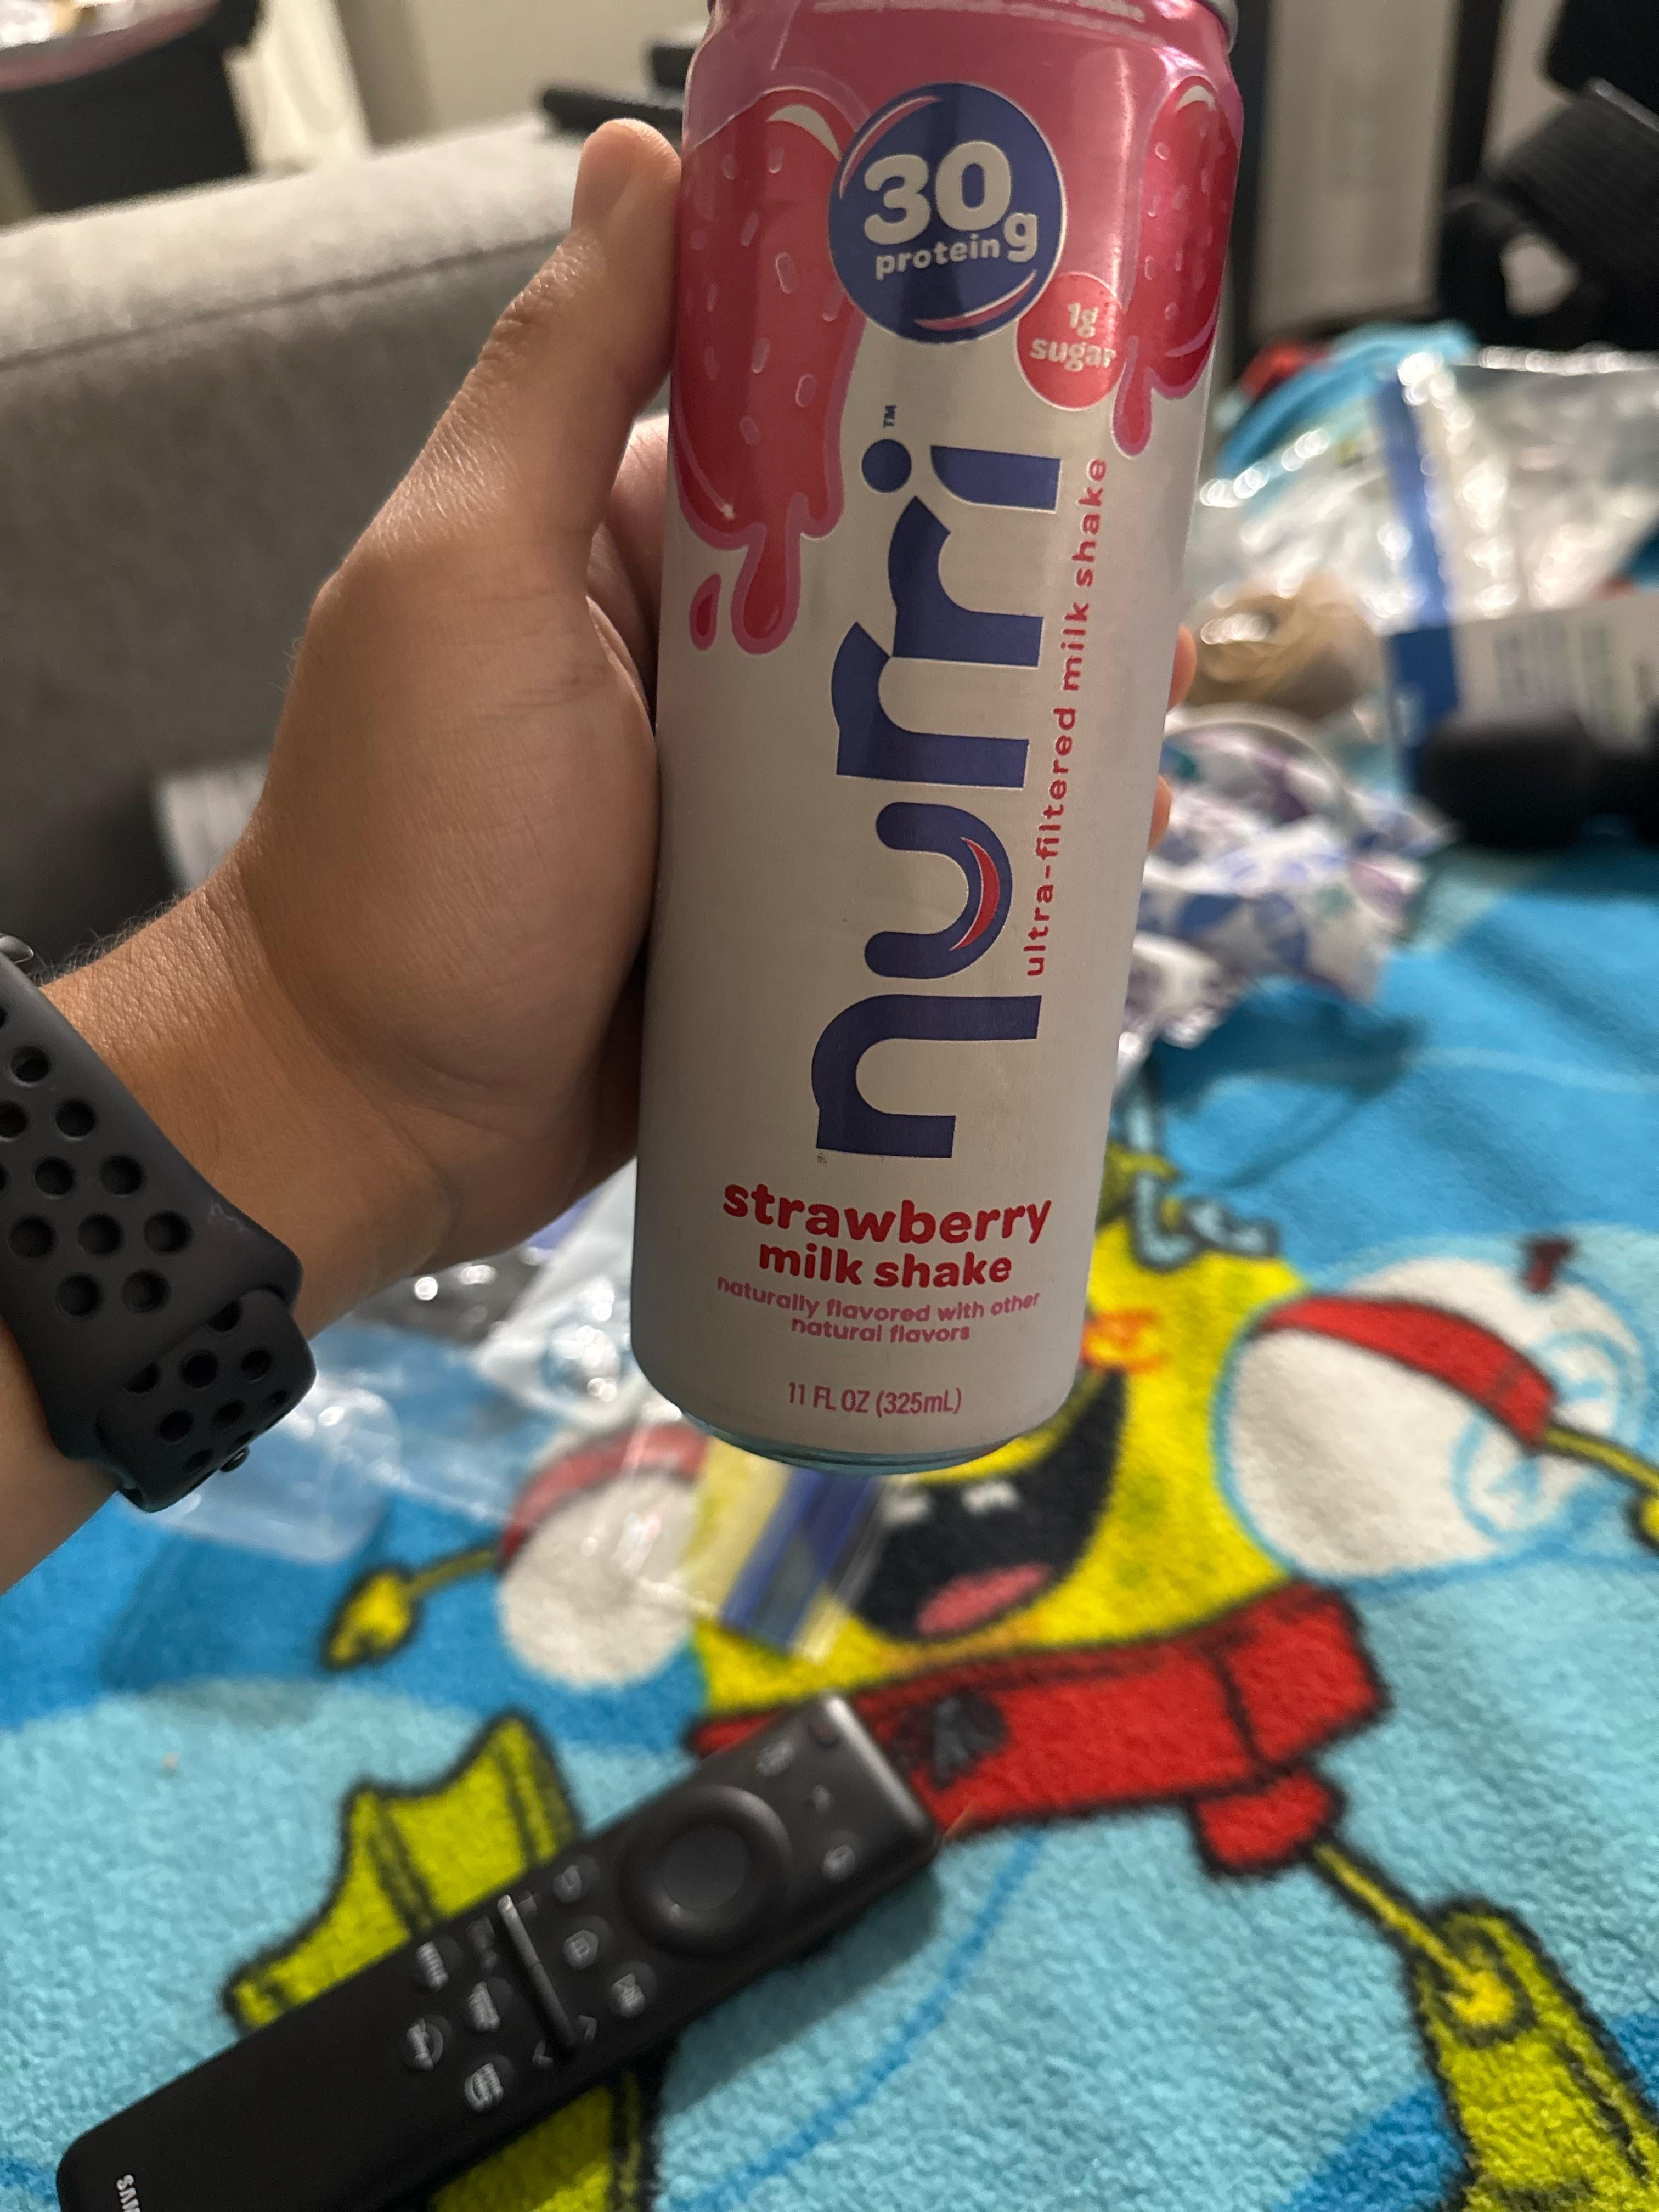 30g
protein
1g
sugar
nurri™
ultra-filtered milk shake
strawberry
milk shake
naturally flavored with other
natural flavors
11 FL OZ (325mL)